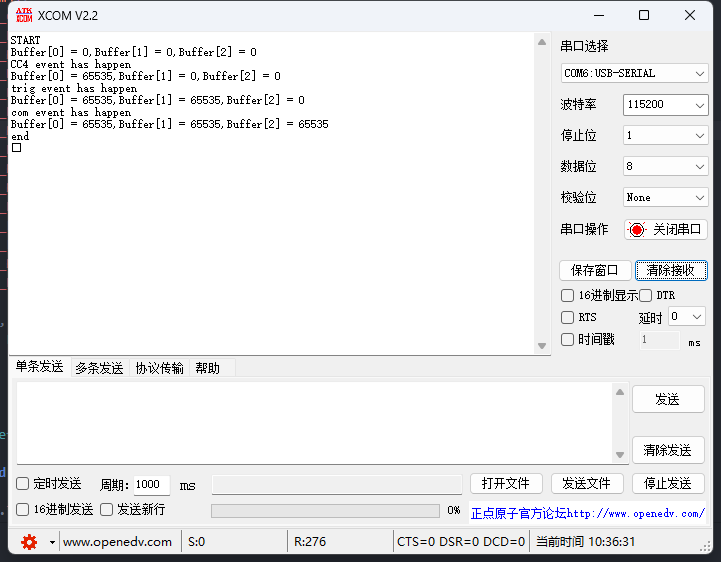 ATK
XCOM
XCOM V2.2
START
Buffer[0] = 0,Buffer[1] = 0,Buffer[2] = 0
CC4 event has happen
Buffer[0] = 65535,Buffer[1] = 0,Buffer[2] = 0
trig event has happen
Buffer[0] = 65535,Buffer[1] = 65535,Buffer[2] = 0
com event has happen
Buffer[0] = 65535,Buffer[1] = 65535,Buffer[2] = 65535
end
串口选择
COM6:USB-SERIAL
波特率 115200
停止位 1
数据位 8
校验位 None
串口操作 关闭串口
保存窗口 清除接收
16进制显示 DTR
RTS 延时 0
时间戳 1 ms
单条发送 多条发送 协议传输 帮助
发送
清除发送
定时发送 周期: 1000 ms 打开文件 发送文件 停止发送
16进制发送 发送新行 0% 正点原子官方论坛http://www.openedv.com/
www.openedv.com S:0 R:276 CTS=0 DSR=0 DCD=0 当前时间 10:36:31